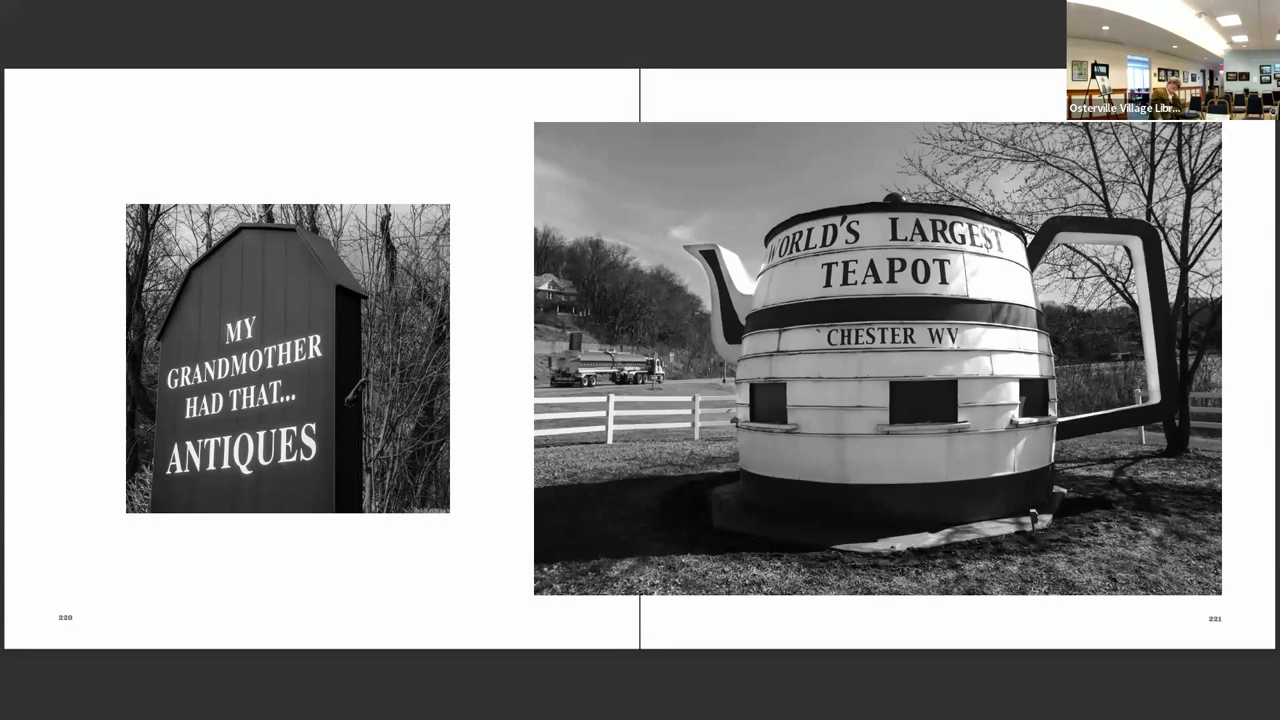 Osterville Village Libr...
MY
GRANDMOTHER
HAD THAT...
ANTIQUES
WORLD'S LARGEST
TEAPOT
CHESTER WV
220
221